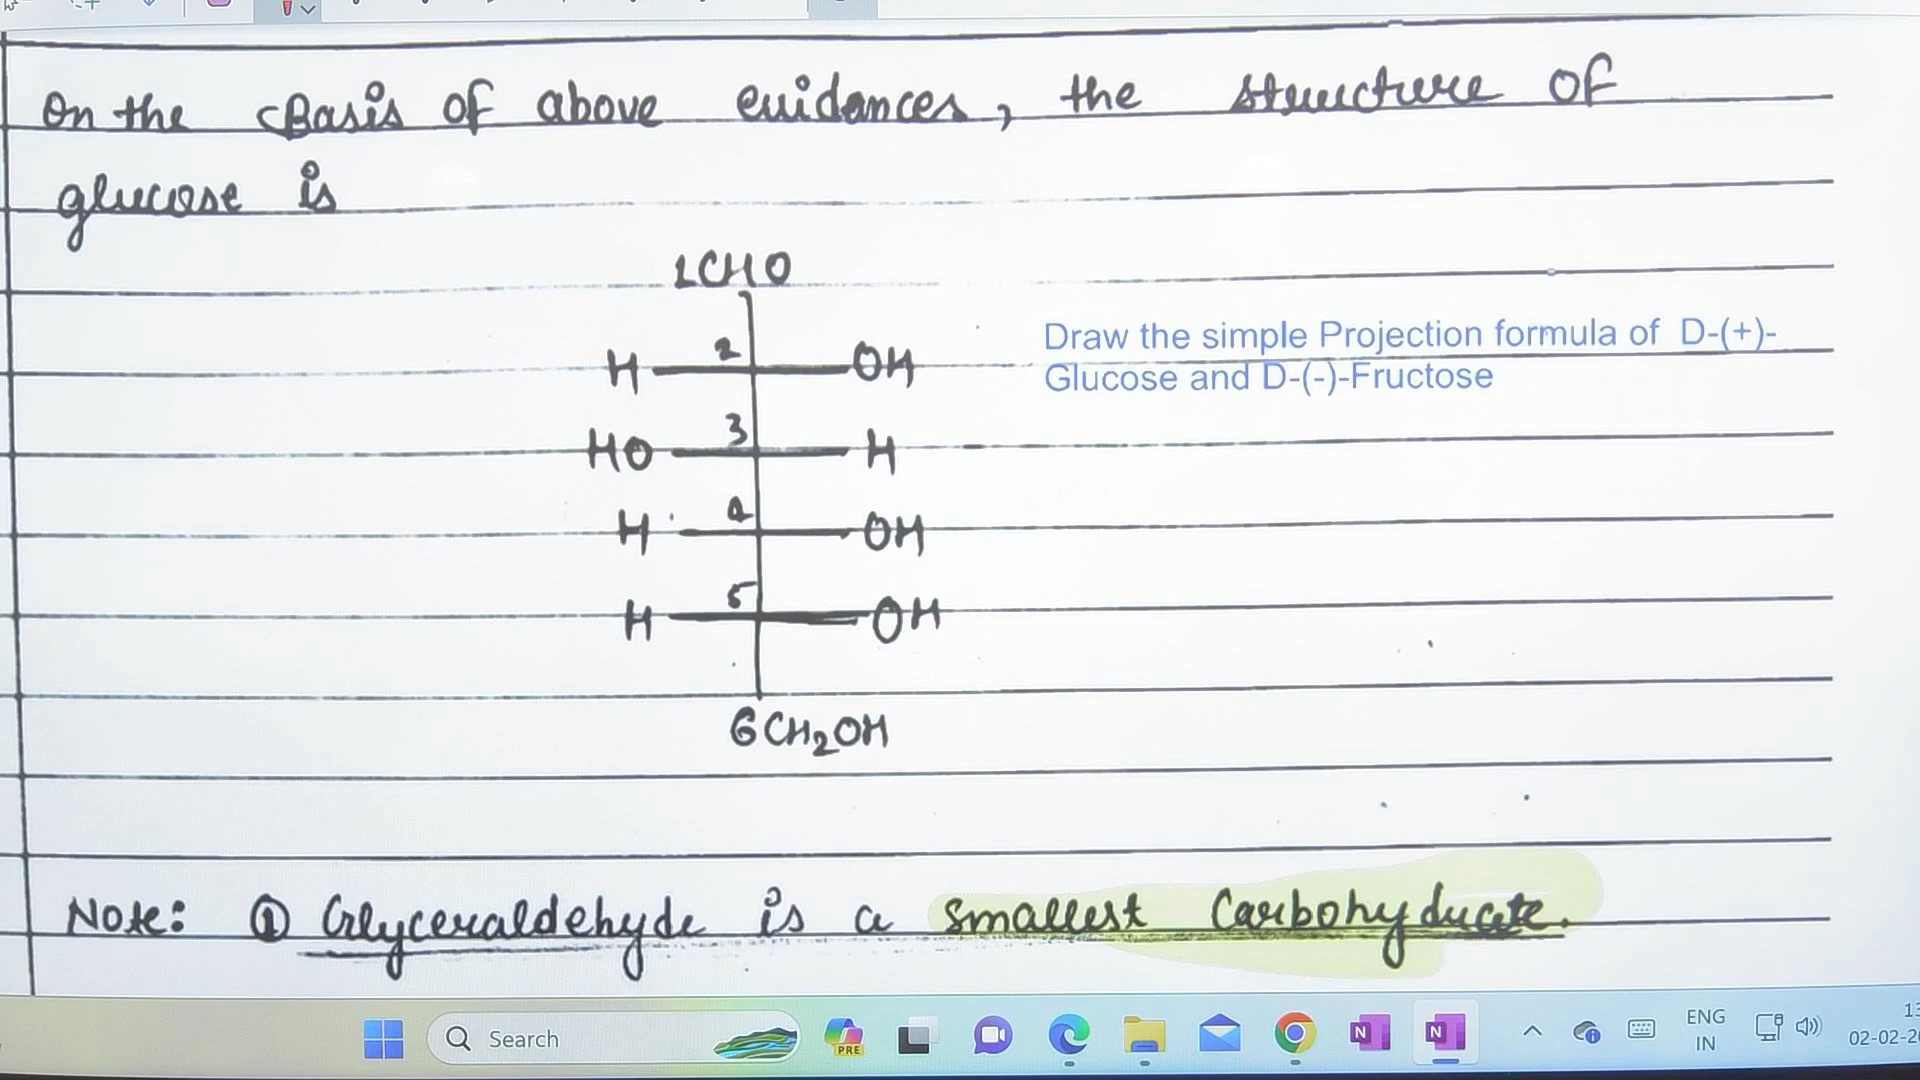 On the Basis of above evidances, the structure of
glucose is
1CHO
H 2 OH
HO 3 H
H 4 OH
H 5 OH
6CH₂OH
Draw the simple Projection formula of D-(+)-
Glucose and D-(-)-Fructose
Note: ① Glyceraldehyde is a smallest Carbohydrate.
Search
PRE
ENG
IN
02-02-2